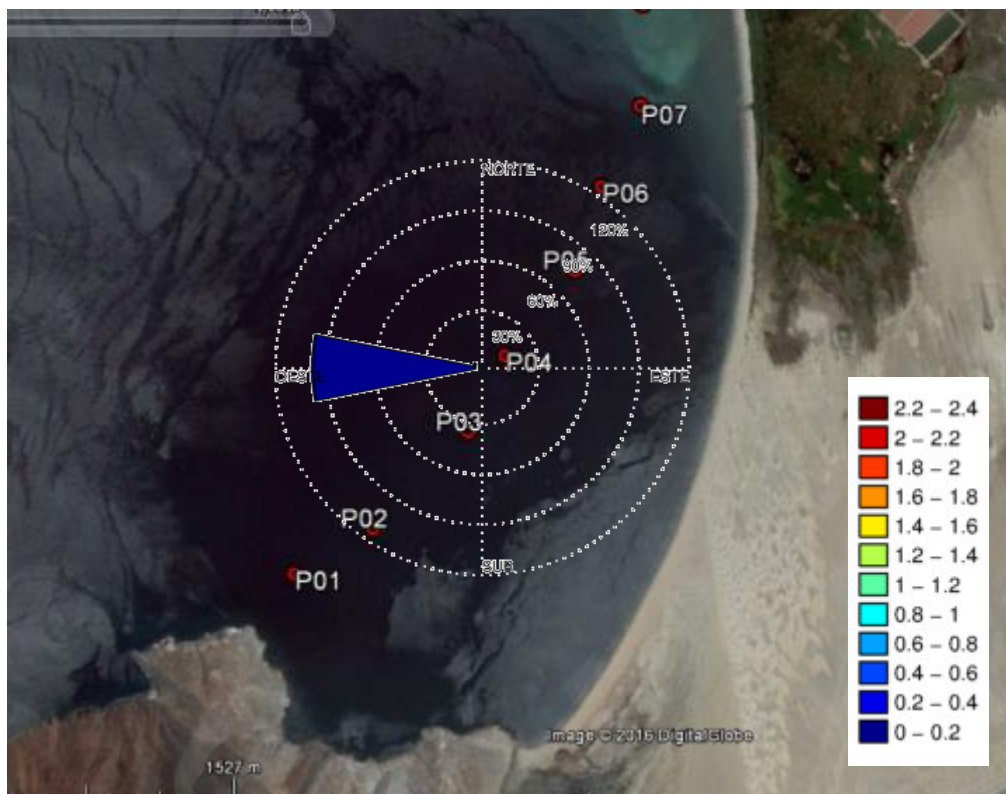 P07
NORTE
P06
120%
P05
90%
60%
30%
P04
OESTE
ESTE
P03
P02
SUR
P01
2.2 – 2.4
2 – 2.2
1.8 – 2
1.6 – 1.8
1.4 – 1.6
1.2 – 1.4
1 – 1.2
0.8 – 1
0.6 – 0.8
0.4 – 0.6
0.2 – 0.4
0 – 0.2
Image © 2016 DigitalGlobe
1527 m